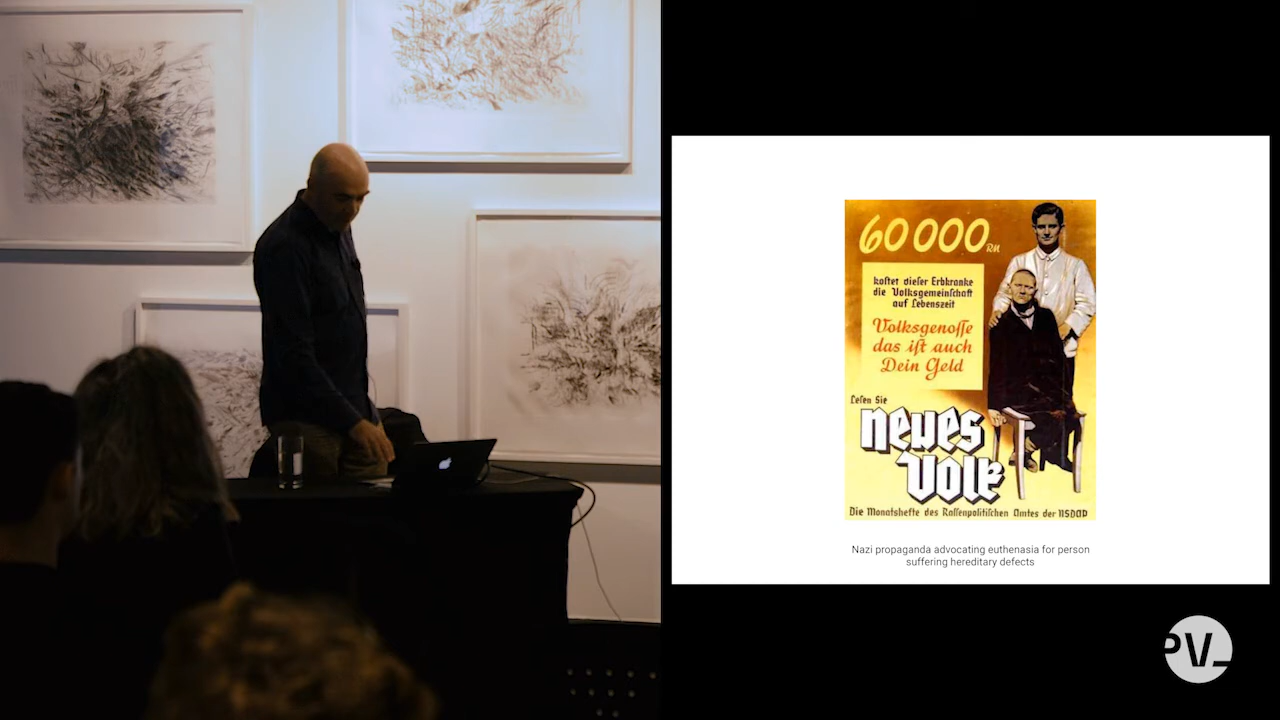 60000 RM
kostet dieser Erbkranke
die Volksgemeinschaft
auf Lebenszeit
Volksgenosse
das ist auch
Dein Geld
Lesen Sie
neues
Volk
Die Monatshefte des Rassenpolitischen Amtes der NSDAP
Nazi propaganda advocating euthenasia for person
suffering hereditary defects
PV_